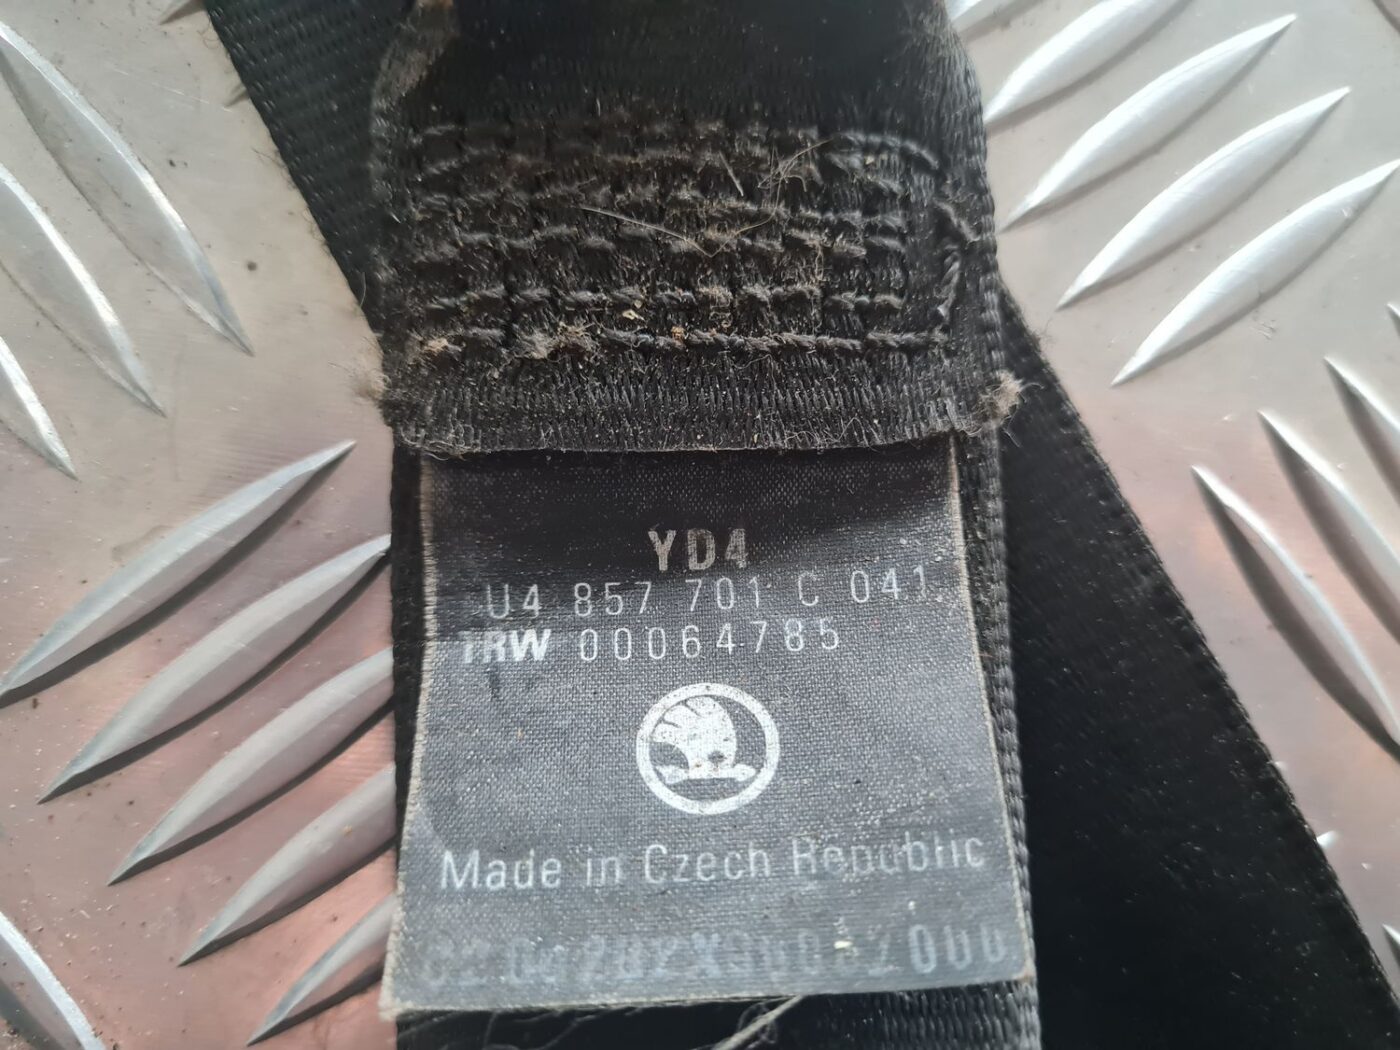 YD4
U4 857 701 C 041
TRW 00064785
Made in Czech Republic